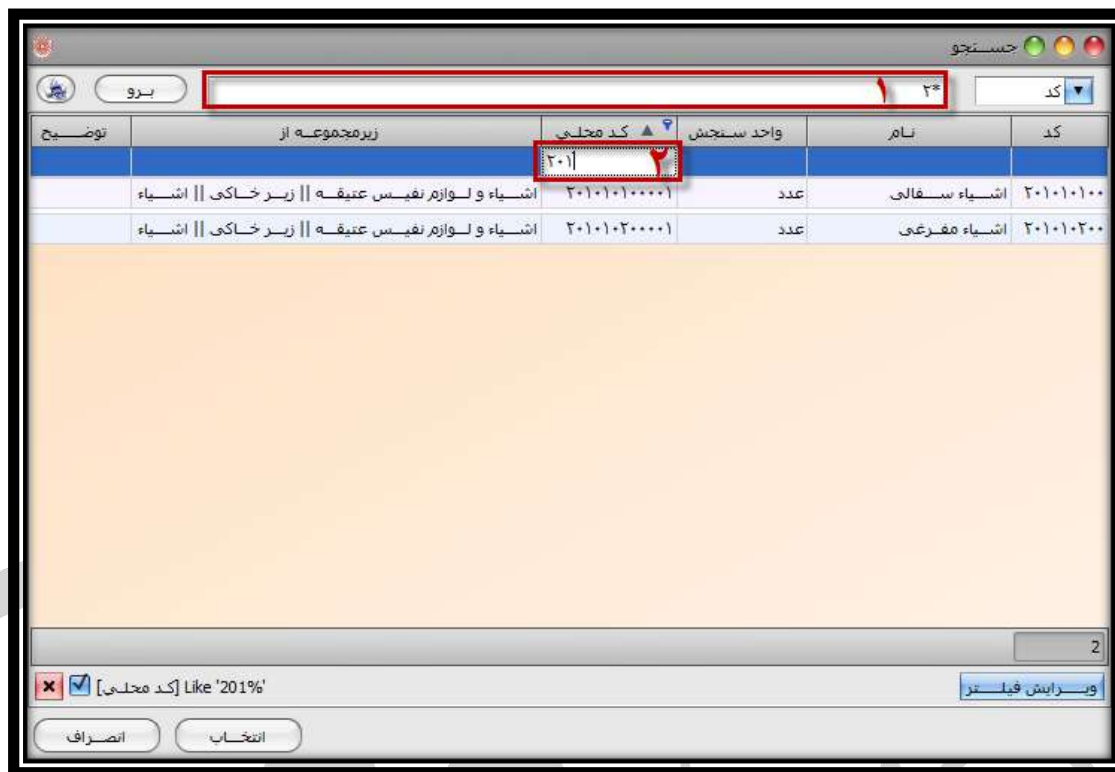 جستجو
کد *۲ ۱ برو
کد نام واحد سنجش کد محلی زیرمجموعه از توضیح
۲۰۱ ۲
۲۰۱۰۱۰۱۰۰ اشیاء سفالی عدد ۲۰۱۰۱۰۱۰۰۰۰۱ اشیاء و لوازم نفیس عتیقه || زیر خاکی || اشیاء
۲۰۱۰۱۰۲۰۰ اشیاء مفرغی عدد ۲۰۱۰۱۰۲۰۰۰۰۱ اشیاء و لوازم نفیس عتیقه || زیر خاکی || اشیاء
2
ویرایش فیلتر [کد محلی] Like '201%'
انتخاب انصراف